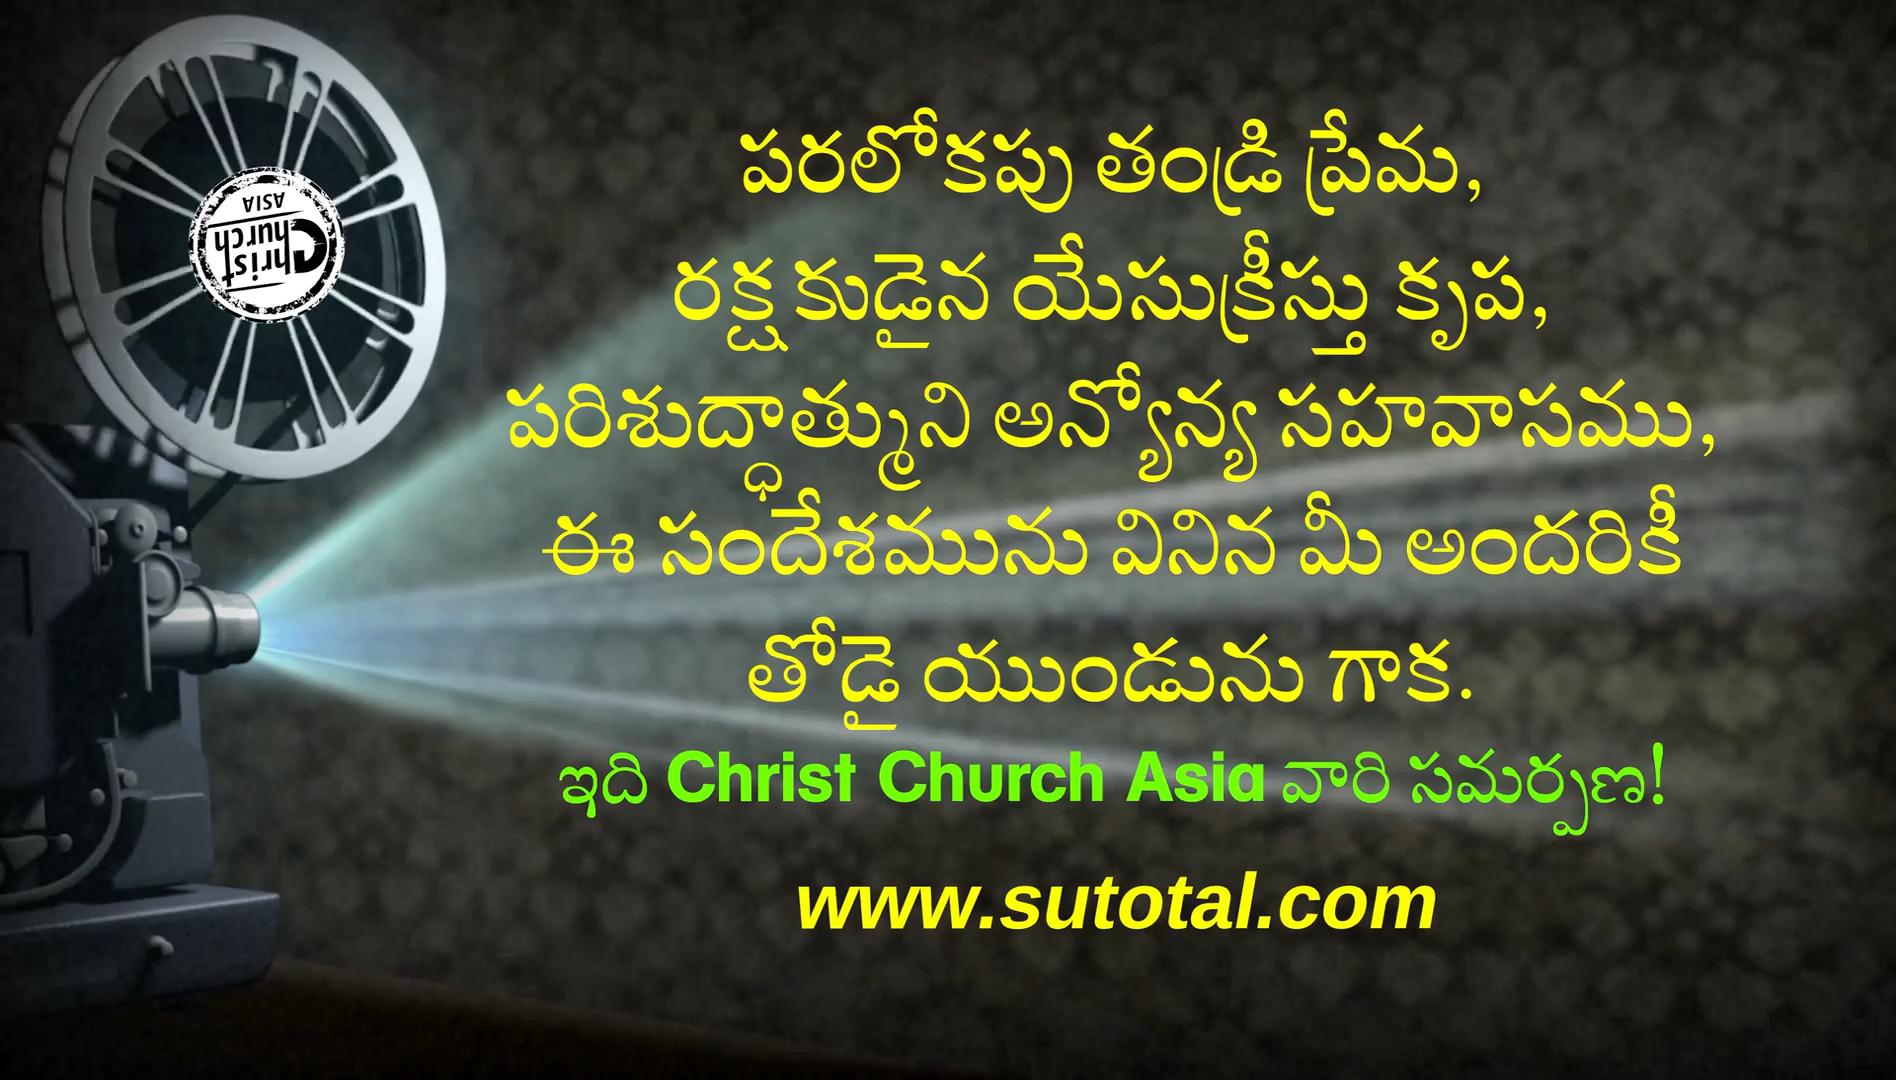 పరలోకపు తండ్రి ప్రేమ,
రక్షకుడైన యేసుక్రీస్తు కృప,
పరిశుద్ధాత్ముని అన్యోన్య సహవాసము,
ఈ సందేశమును వినిన మీ అందరికీ
తోడై యుండును గాక.
ఇది Christ Church Asia వారి సమర్పణ!
www.sutotal.com
Christ
Church
ASIA